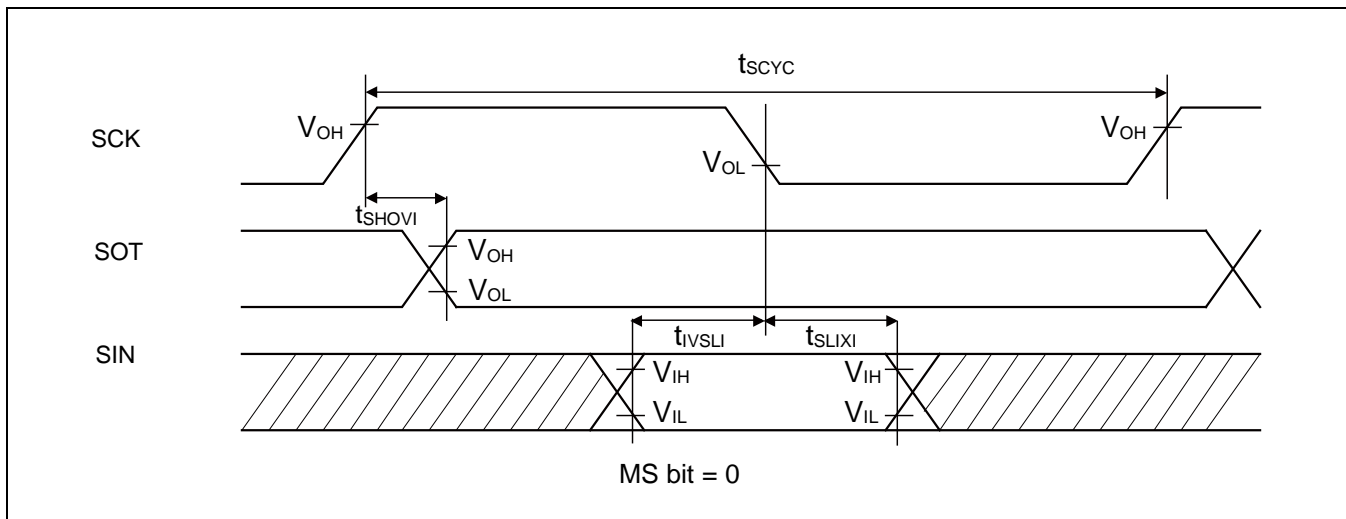 tSCYC
SCK
VOH
VOL
VOH
tSHOVI
SOT
VOH
VOL
tIVSLI
tSLIXI
SIN
VIH
VIH
VIL
VIL
MS bit = 0